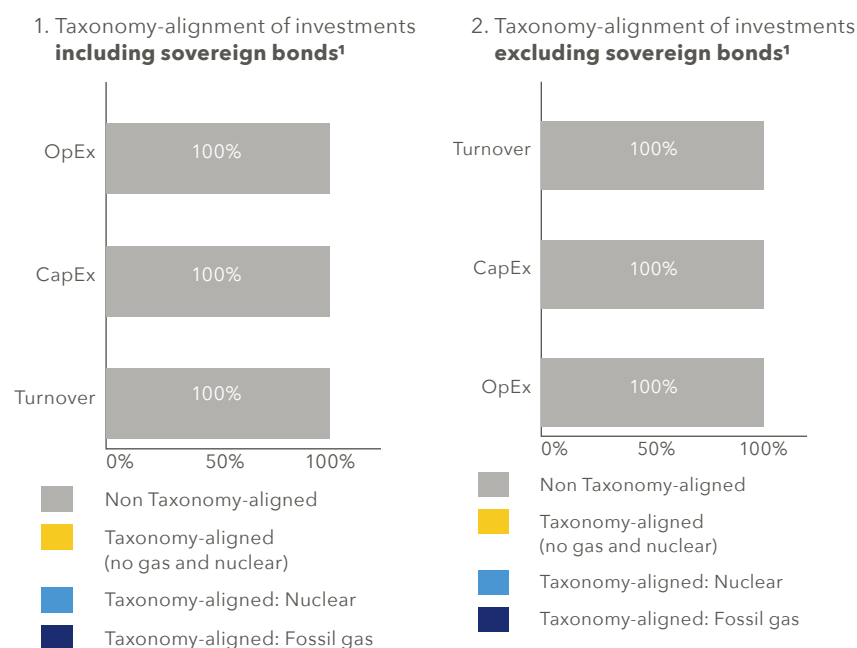 1. Taxonomy-alignment of investments
including sovereign bonds¹
OpEx
100%
CapEx
100%
Turnover
100%
0%
50%
100%
Non Taxonomy-aligned
Taxonomy-aligned
(no gas and nuclear)
Taxonomy-aligned: Nuclear
Taxonomy-aligned: Fossil gas
2. Taxonomy-alignment of investments
excluding sovereign bonds¹
Turnover
100%
CapEx
100%
OpEx
100%
0%
50%
100%
Non Taxonomy-aligned
Taxonomy-aligned
(no gas and nuclear)
Taxonomy-aligned: Nuclear
Taxonomy-aligned: Fossil gas